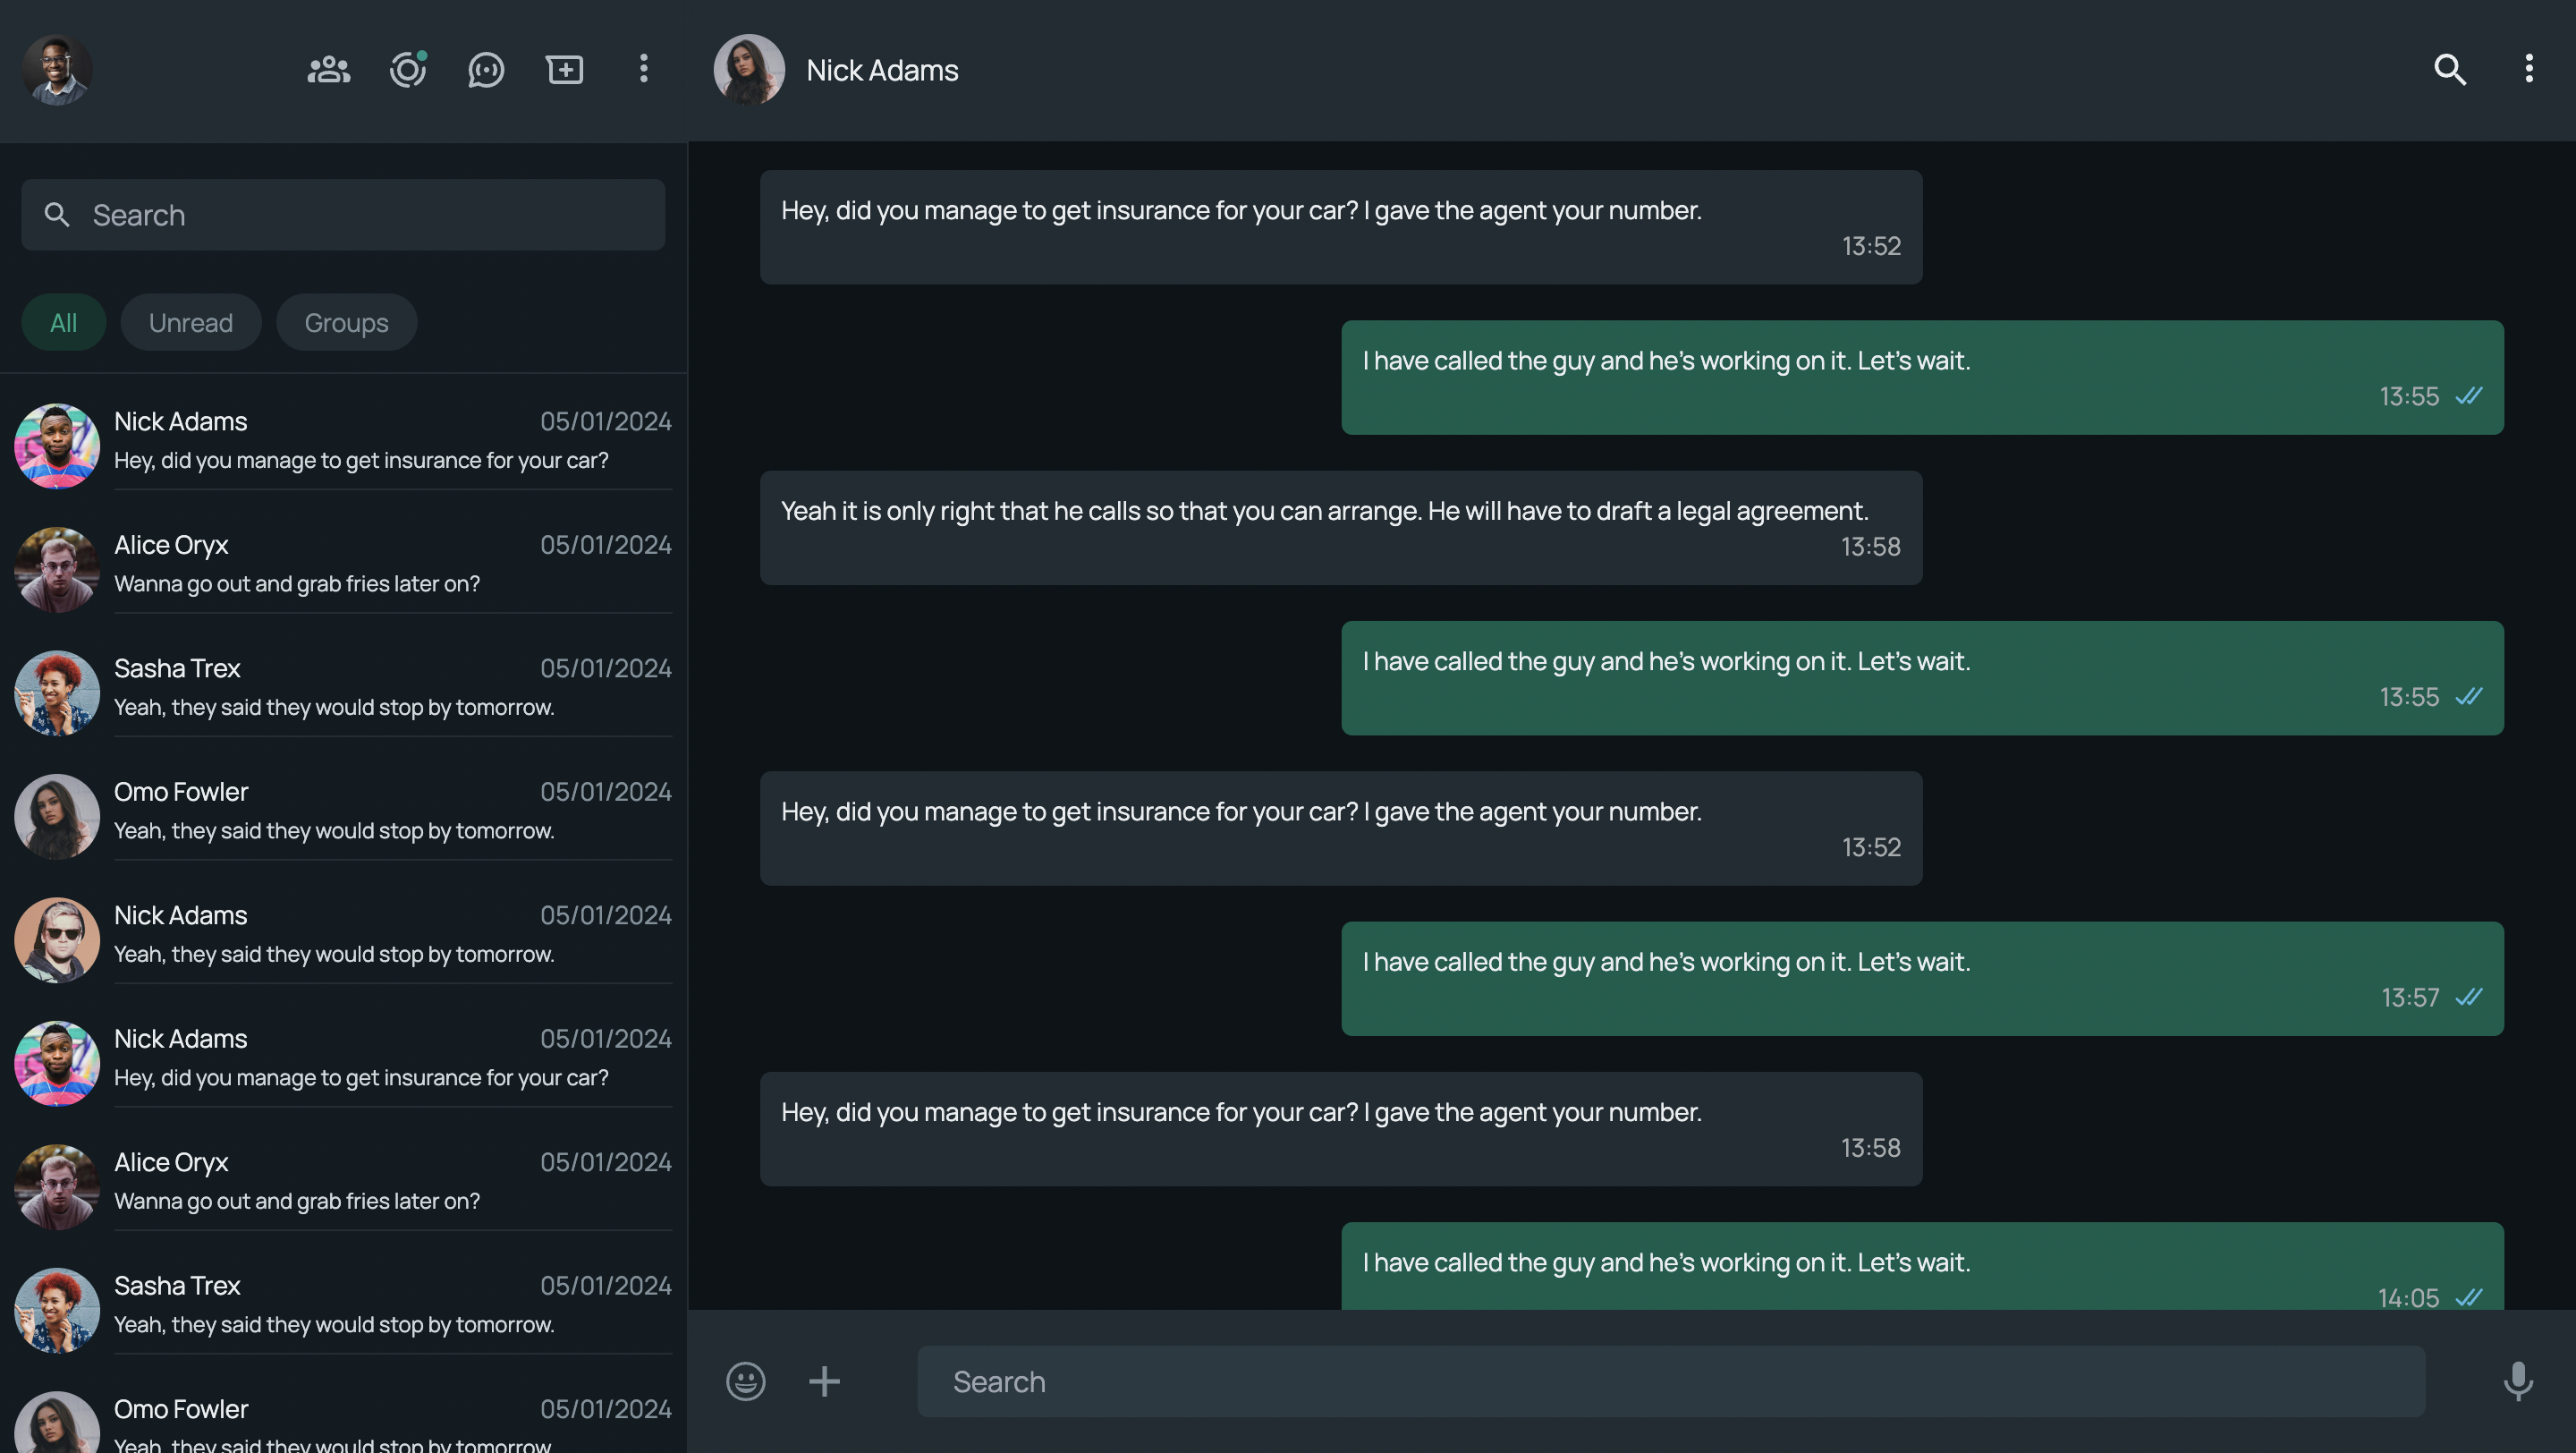 Nick Adams
Search
All
Unread
Groups
Nick Adams
05/01/2024
Hey, did you manage to get insurance for your car?
Alice Oryx
05/01/2024
Wanna go out and grab fries later on?
Sasha Trex
05/01/2024
Yeah, they said they would stop by tomorrow.
Omo Fowler
05/01/2024
Yeah, they said they would stop by tomorrow.
Nick Adams
05/01/2024
Yeah, they said they would stop by tomorrow.
Nick Adams
05/01/2024
Hey, did you manage to get insurance for your car?
Alice Oryx
05/01/2024
Wanna go out and grab fries later on?
Sasha Trex
05/01/2024
Yeah, they said they would stop by tomorrow.
Omo Fowler
05/01/2024
Yeah, they said they would stop by tomorrow
Hey, did you manage to get insurance for your car? I gave the agent your number.
13:52
I have called the guy and he’s working on it. Let’s wait.
13:55
Yeah it is only right that he calls so that you can arrange. He will have to draft a legal agreement.
13:58
I have called the guy and he’s working on it. Let’s wait.
13:55
Hey, did you manage to get insurance for your car? I gave the agent your number.
13:52
I have called the guy and he’s working on it. Let’s wait.
13:57
Hey, did you manage to get insurance for your car? I gave the agent your number.
13:58
I have called the guy and he’s working on it. Let’s wait.
14:05
Search